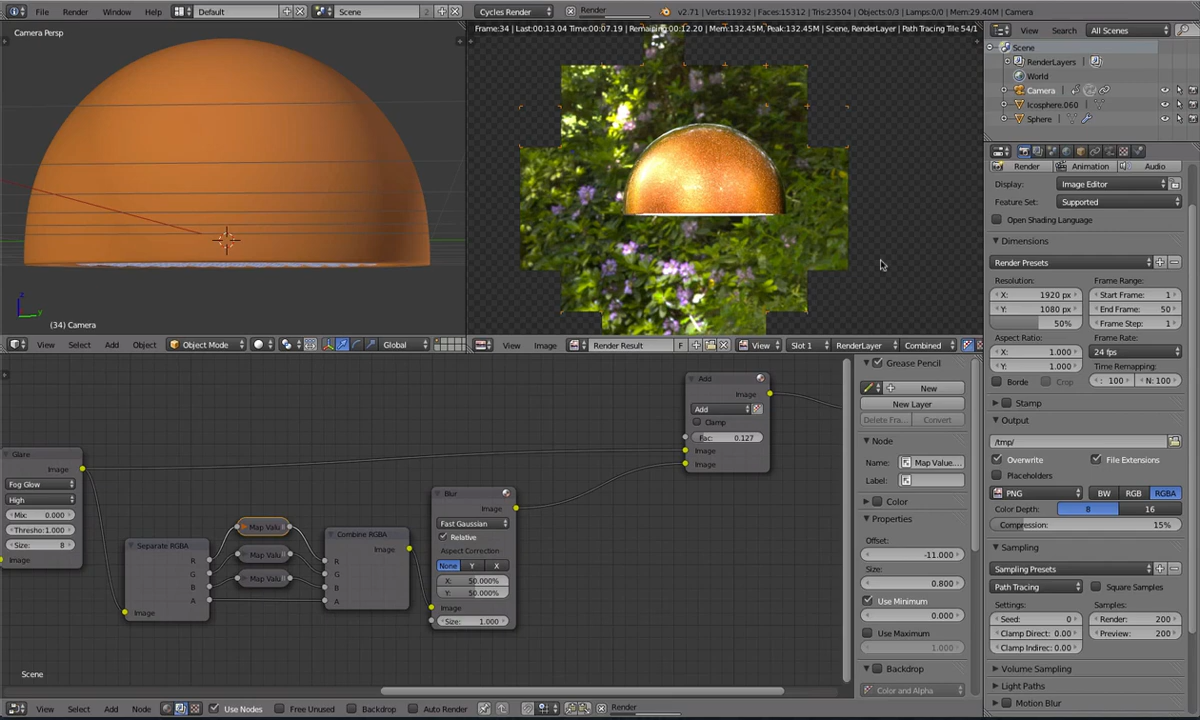 File Render Window Help Default Scene 2 Cycles Render Render v2.71 | Verts:11932 | Faces:15312 | Tris:23504 | Objects:0/3 | Lamps:0/0 | Mem:29.40M | Camera
Camera Persp
Frame:34 | Last:00:13.04 Time:00:07.19 | Remaining:00:12.20 | Mem:132.45M, Peak:132.45M | Scene, RenderLayer | Path Tracing Tile 54/1
z
y
(34) Camera
View Select Add Object Object Mode Global
View Image Render Result F View Slot 1 RenderLayer Combined
View Search All Scenes
Scene
RenderLayers
World
Camera
Icosphere.060
Sphere
Render Animation Audio
Display: Image Editor
Feature Set: Supported
Open Shading Language
Dimensions
Render Presets
Resolution: Frame Range:
X: 1920 px Start Frame: 1
Y: 1080 px End Frame: 50
50% Frame Step: 1
Aspect Ratio: Frame Rate:
X: 1.000 24 fps
Y: 1.000 Time Remapping:
Borde Crop : 100 N: 100
Stamp
Output
/tmp/
Overwrite File Extensions
Placeholders
PNG BW RGB RGBA
Color Depth: 8 16
Compression: 15%
Sampling
Sampling Presets
Path Tracing Square Samples
Settings: Samples:
Seed: 0 Render: 200
Clamp Direct: 0.00 Preview: 200
Clamp Indirec: 0.00
Volume Sampling
Light Paths
Motion Blur
Glare
Image
Fog Glow
High
Mix: 0.000
Thresho:1.000
Size: 8
Image
Separate RGBA
R
G
B
A
Image
Map Valu
Map Valu
Map Valu
Combine RGBA
Image
R
G
B
A
Blur
Image
Fast Gaussian
Relative
Aspect Correction
None Y X
X: 50.000%
Y: 50.000%
Image
Size: 1.000
Add
Image
Add
Clamp
Fac: 0.127
Image
Image
Grease Pencil
New
New Layer
Delete Fra... Convert
Node
Name: Map Value....
Label:
Color
Properties
Offset:
-11.000
Size:
0.800
Use Minimum
0.000
Use Maximum
1.000
Backdrop
Color and Alpha
Scene
View Select Add Node Use Nodes Free Unused Backdrop Auto Render Render